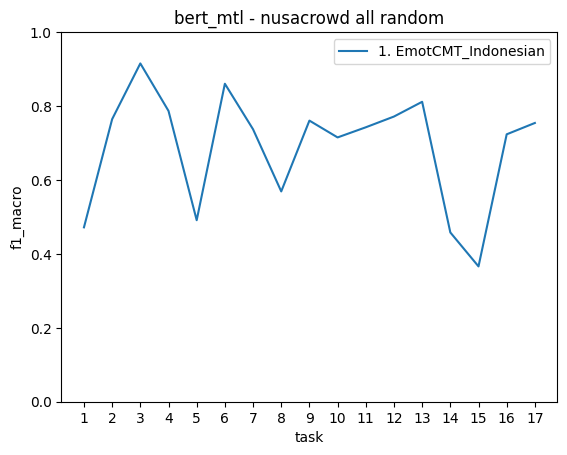 bert_mtl - nusacrowd all random
1. EmotCMT_Indonesian
1.0
0.8
0.6
0.4
0.2
0.0
f1_macro
1 2 3 4 5 6 7 8 9 10 11 12 13 14 15 16 17
task